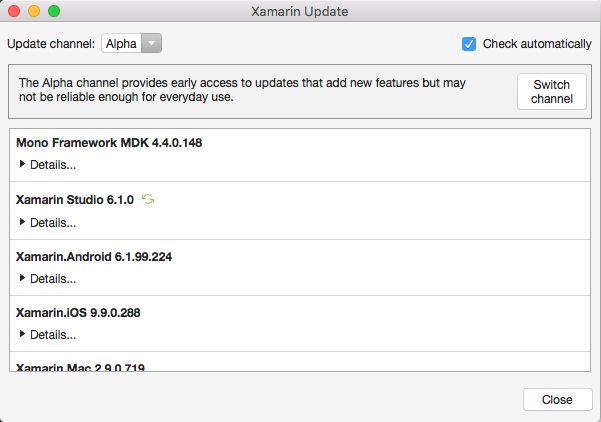 Xamarin Update
Update channel: Alpha Check automatically
The Alpha channel provides early access to updates that add new features but may
not be reliable enough for everyday use.
Switch
channel
Mono Framework MDK 4.4.0.148
Details...
Xamarin Studio 6.1.0
Details...
Xamarin.Android 6.1.99.224
Details...
Xamarin.iOS 9.9.0.288
Details...
Xamarin.Mac 2.9.0.719
Close